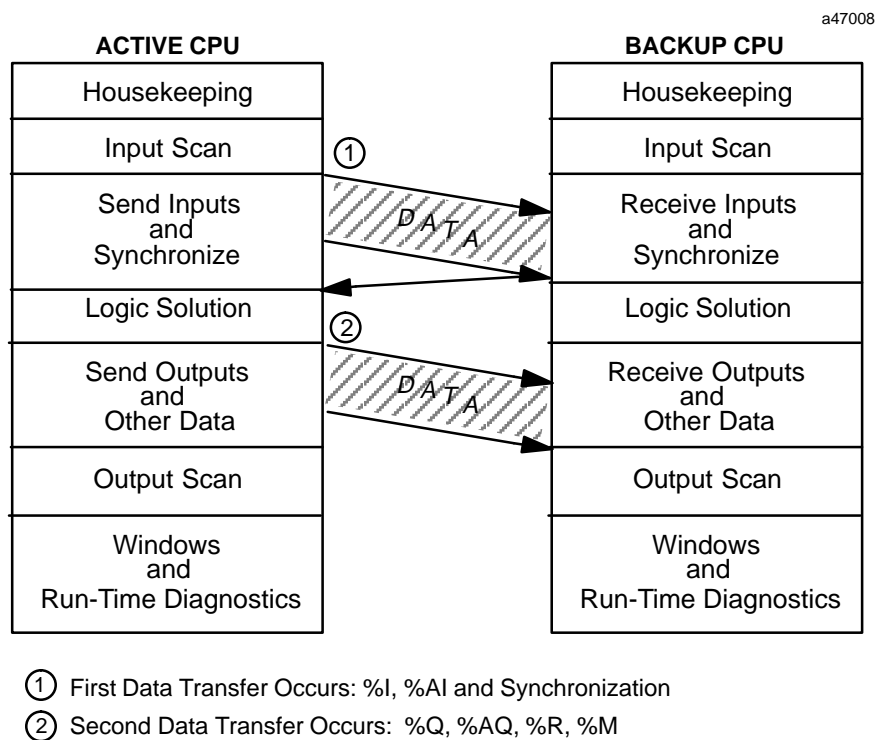 a47008
ACTIVE CPU
Housekeeping
Input Scan
Send Inputs
and
Synchronize
Logic Solution
Send Outputs
and
Other Data
Output Scan
Windows
and
Run-Time Diagnostics
1
DATA
2
DATA
BACKUP CPU
Housekeeping
Input Scan
Receive Inputs
and
Synchronize
Logic Solution
Receive Outputs
and
Other Data
Output Scan
Windows
and
Run-Time Diagnostics
1 First Data Transfer Occurs: %I, %AI and Synchronization
2 Second Data Transfer Occurs: %Q, %AQ, %R, %M